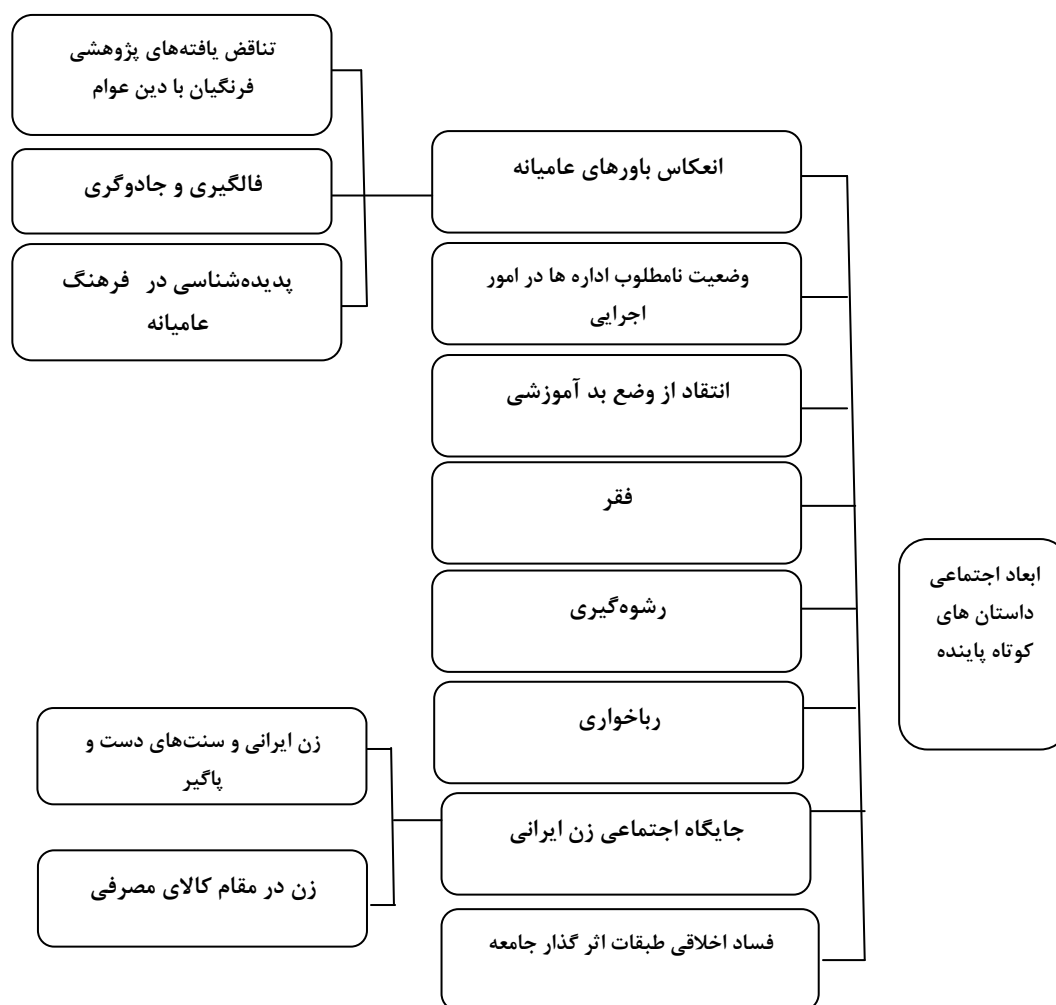 ابعاد اجتماعی
داستان های
کوتاه پاینده
انعکاس باورهای عامیانه
تناقض یافته‌های پژوهشی
فرنگیان با دین عوام
فالگیری و جادوگری
پدیده‌شناسی در فرهنگ
عامیانه
وضعیت نامطلوب اداره ها در امور
اجرایی
انتقاد از وضع بد آموزشی
فقر
رشوه‌گیری
رباخواری
جایگاه اجتماعی زن ایرانی
زن ایرانی و سنت‌های دست و
پاگیر
زن در مقام کالای مصرفی
فساد اخلاقی طبقات اثر گذار جامعه